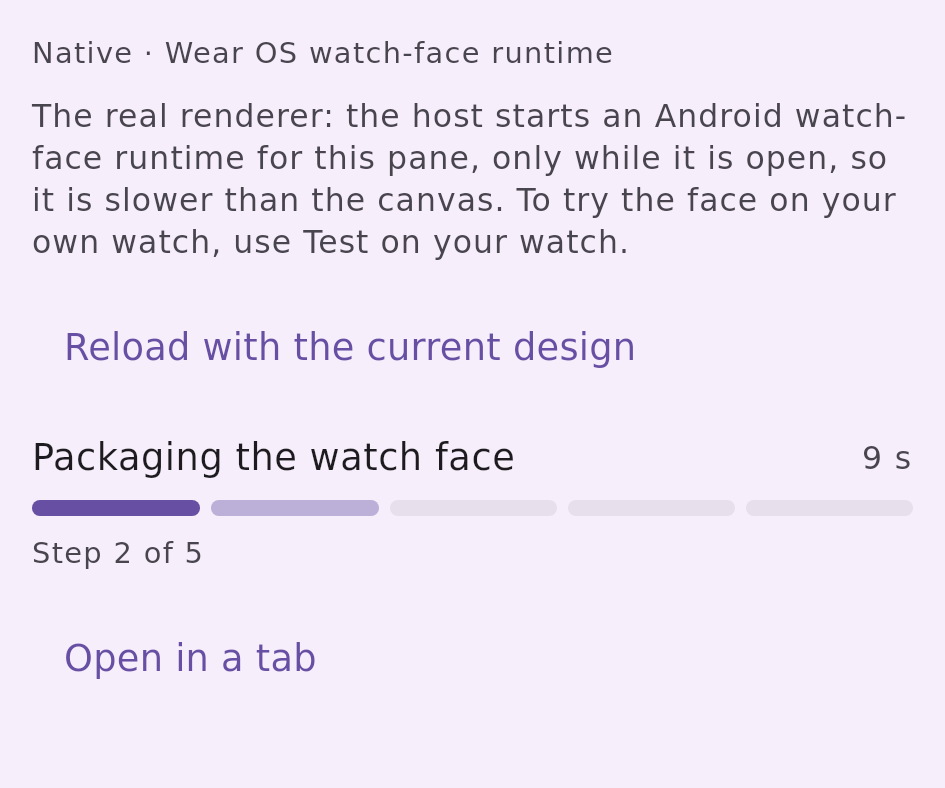 Native · Wear OS watch-face runtime
The real renderer: the host starts an Android watch-
face runtime for this pane, only while it is open, so
it is slower than the canvas. To try the face on your
own watch, use Test on your watch.
Reload with the current design
Packaging the watch face 9 s
Step 2 of 5
Open in a tab